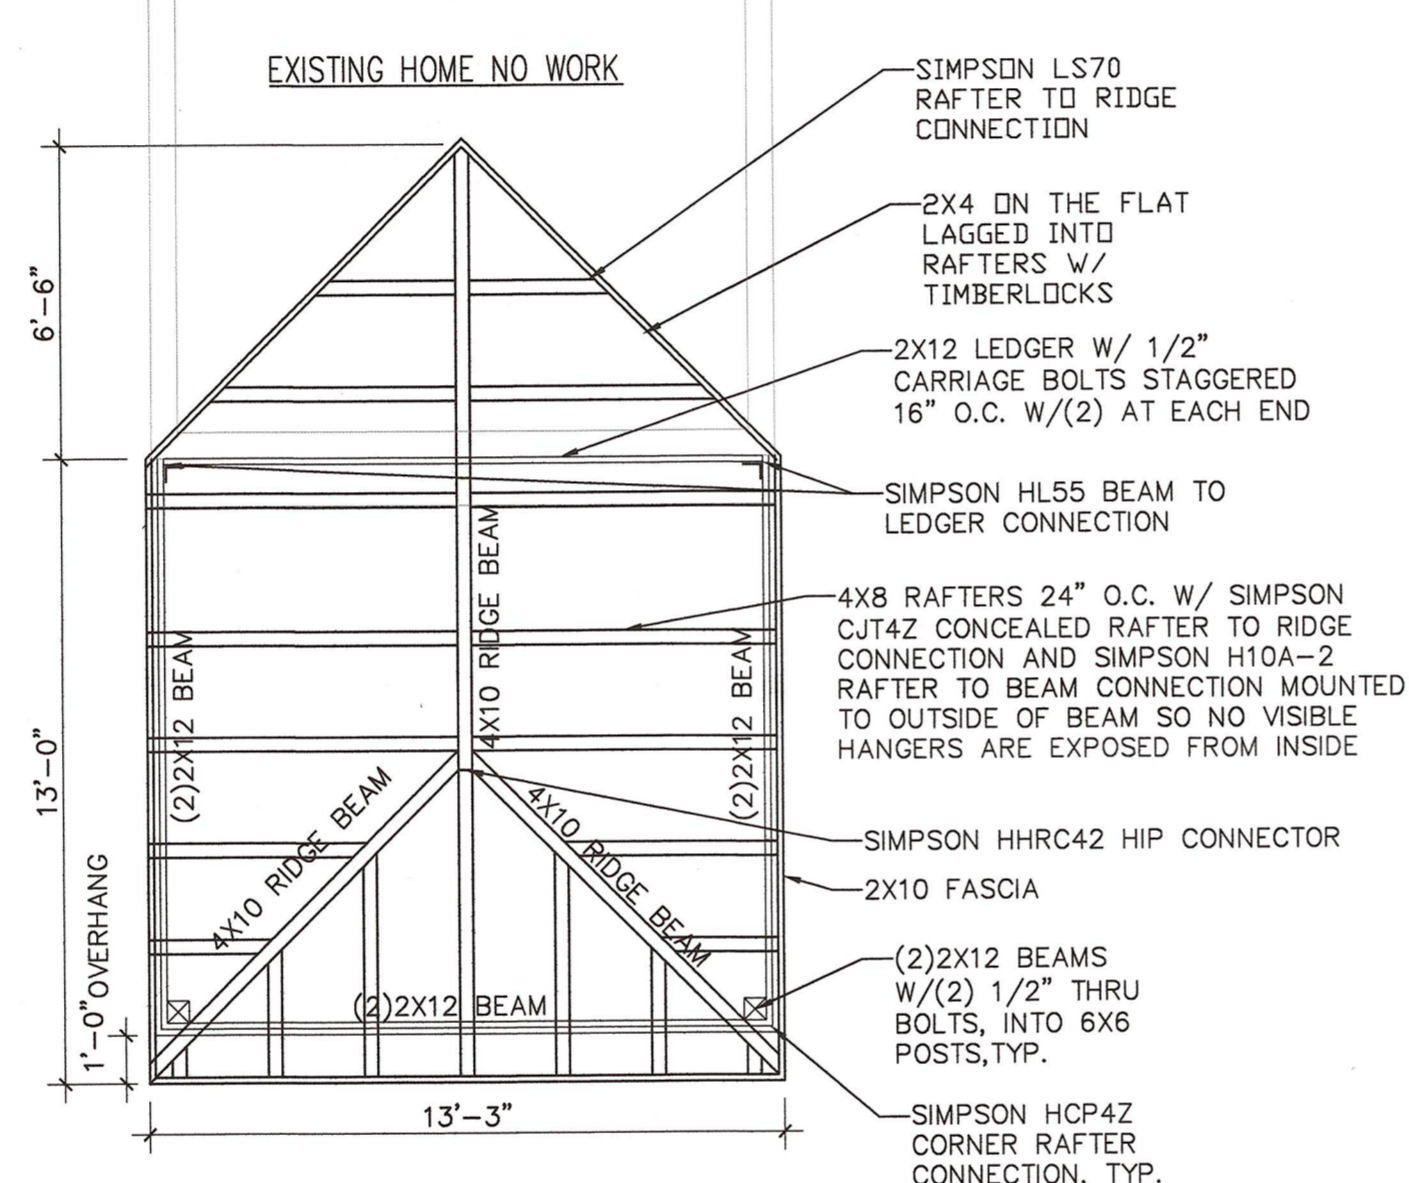 EXISTING HOME NO WORK
SIMPSON LS70
RAFTER TO RIDGE
CONNECTION
2X4 ON THE FLAT
LAGGED INTO
RAFTERS W/
TIMBERLOCKS
6'-6"
2X12 LEDGER W/ 1/2"
CARRIAGE BOLTS STAGGERED
16" O.C. W/(2) AT EACH END
SIMPSON HL55 BEAM TO
LEDGER CONNECTION
4X10 RIDGE BEAM
4X8 RAFTERS 24" O.C. W/ SIMPSON
CJT4Z CONCEALED RAFTER TO RIDGE
CONNECTION AND SIMPSON H10A-2
RAFTER TO BEAM CONNECTION MOUNTED
TO OUTSIDE OF BEAM SO NO VISIBLE
HANGERS ARE EXPOSED FROM INSIDE
(2)2X12 BEAM
(2)2X12 BEAM
13'-0"
4X10 RIDGE BEAM
4X10 RIDGE BEAM
SIMPSON HHRC42 HIP CONNECTOR
2X10 FASCIA
1'-0"OVERHANG
(2)2X12 BEAM
(2)2X12 BEAMS
W/(2) 1/2" THRU
BOLTS, INTO 6X6
POSTS,TYP.
13'-3"
SIMPSON HCP4Z
CORNER RAFTER
CONNECTION, TYP.